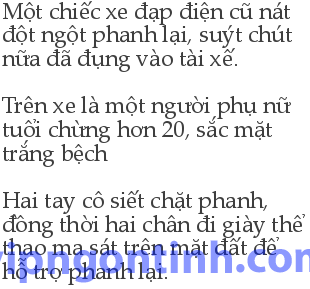 Một chiếc xe đạp điện cũ nát
đột ngột phanh lại, suýt chút
nữa đã đụng vào tài xế.
Trên xe là một người phụ nữ
tuổi chừng hơn 20, sắc mặt
trắng bệch
Hai tay cô siết chặt phanh,
đồng thời hai chân đi giày thể
thao ma sát trên mặt đất để
vipngontinh.com
hỗ trợ phanh lại.